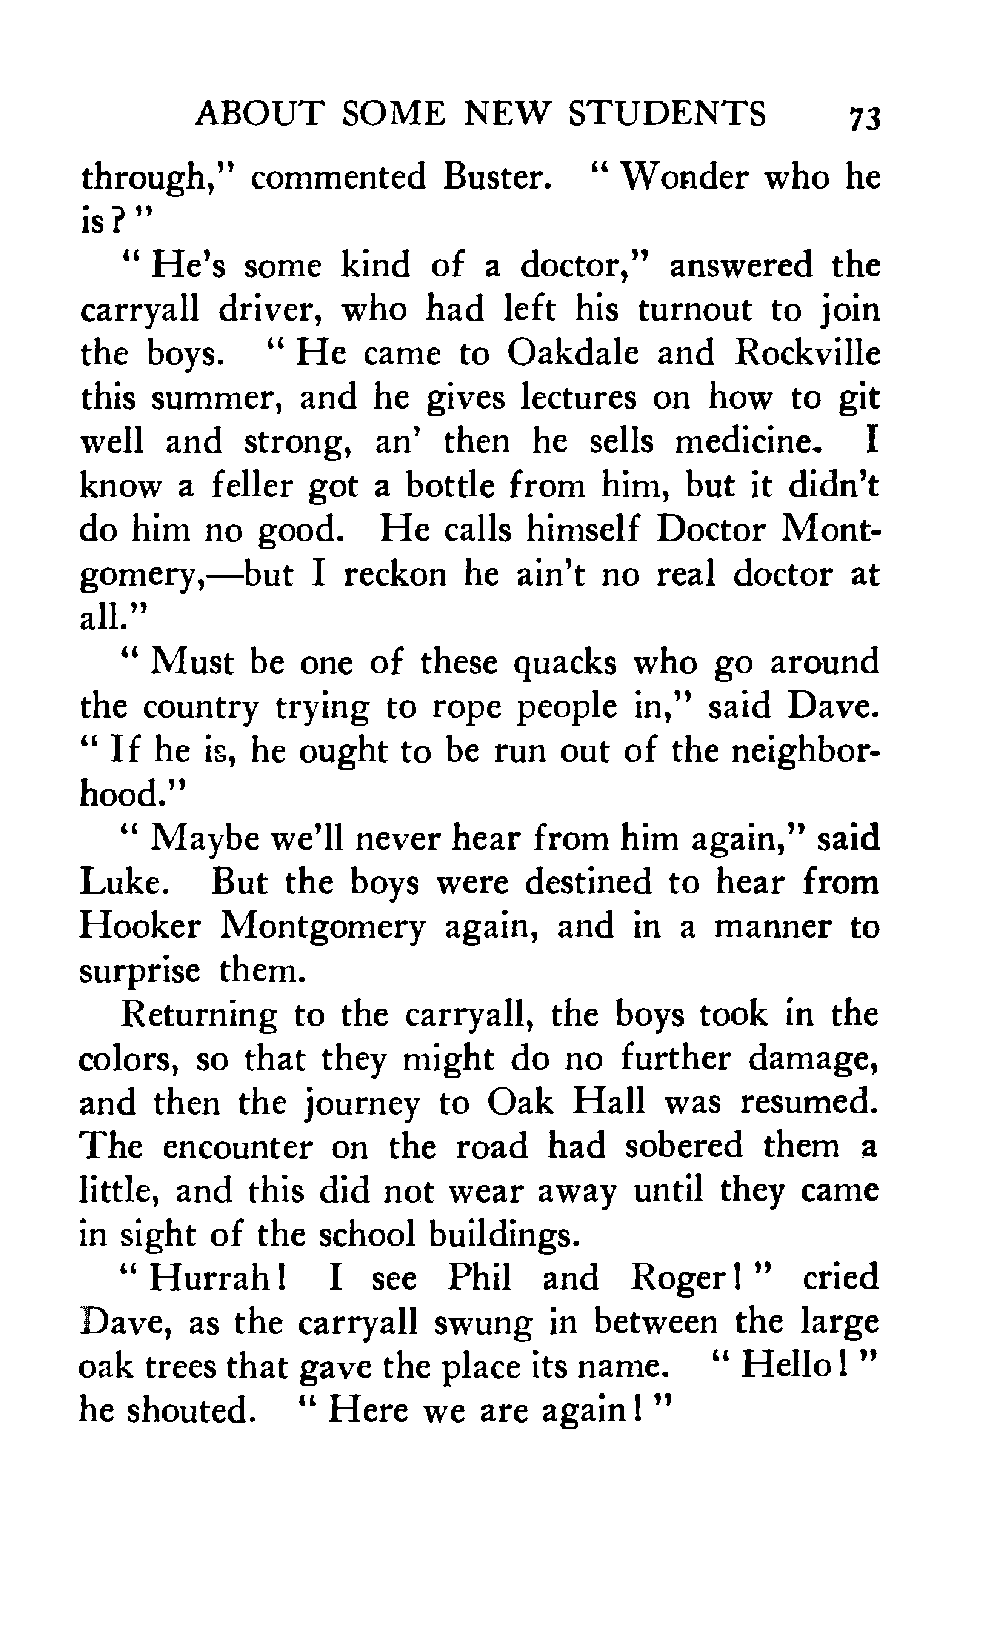 ABOUT SOME NEW STUDENTS 73
through," commented Buster. "Wonder who he
is?"
"He's some kind of a doctor," answered the
carryall driver, who had left his turnout to join
the boys. "He came to Oakdale and Rockville
this summer, and he gives lectures on how to git
well and strong, an' then he sells medicine. I
know a feller got a bottle from him, but it didn't
do him no good. He calls himself Doctor Mont-
gomery,—but I reckon he ain't no real doctor at
all."
"Must be one of these quacks who go around
the country trying to rope people in," said Dave.
"If he is, he ought to be run out of the neighbor-
hood."
"Maybe we'll never hear from him again," said
Luke. But the boys were destined to hear from
Hooker Montgomery again, and in a manner to
surprise them.
Returning to the carryall, the boys took in the
colors, so that they might do no further damage,
and then the journey to Oak Hall was resumed.
The encounter on the road had sobered them a
little, and this did not wear away until they came
in sight of the school buildings.
"Hurrah! I see Phil and Roger!" cried
Dave, as the carryall swung in between the large
oak trees that gave the place its name. "Hello!"
he shouted. "Here we are again!"